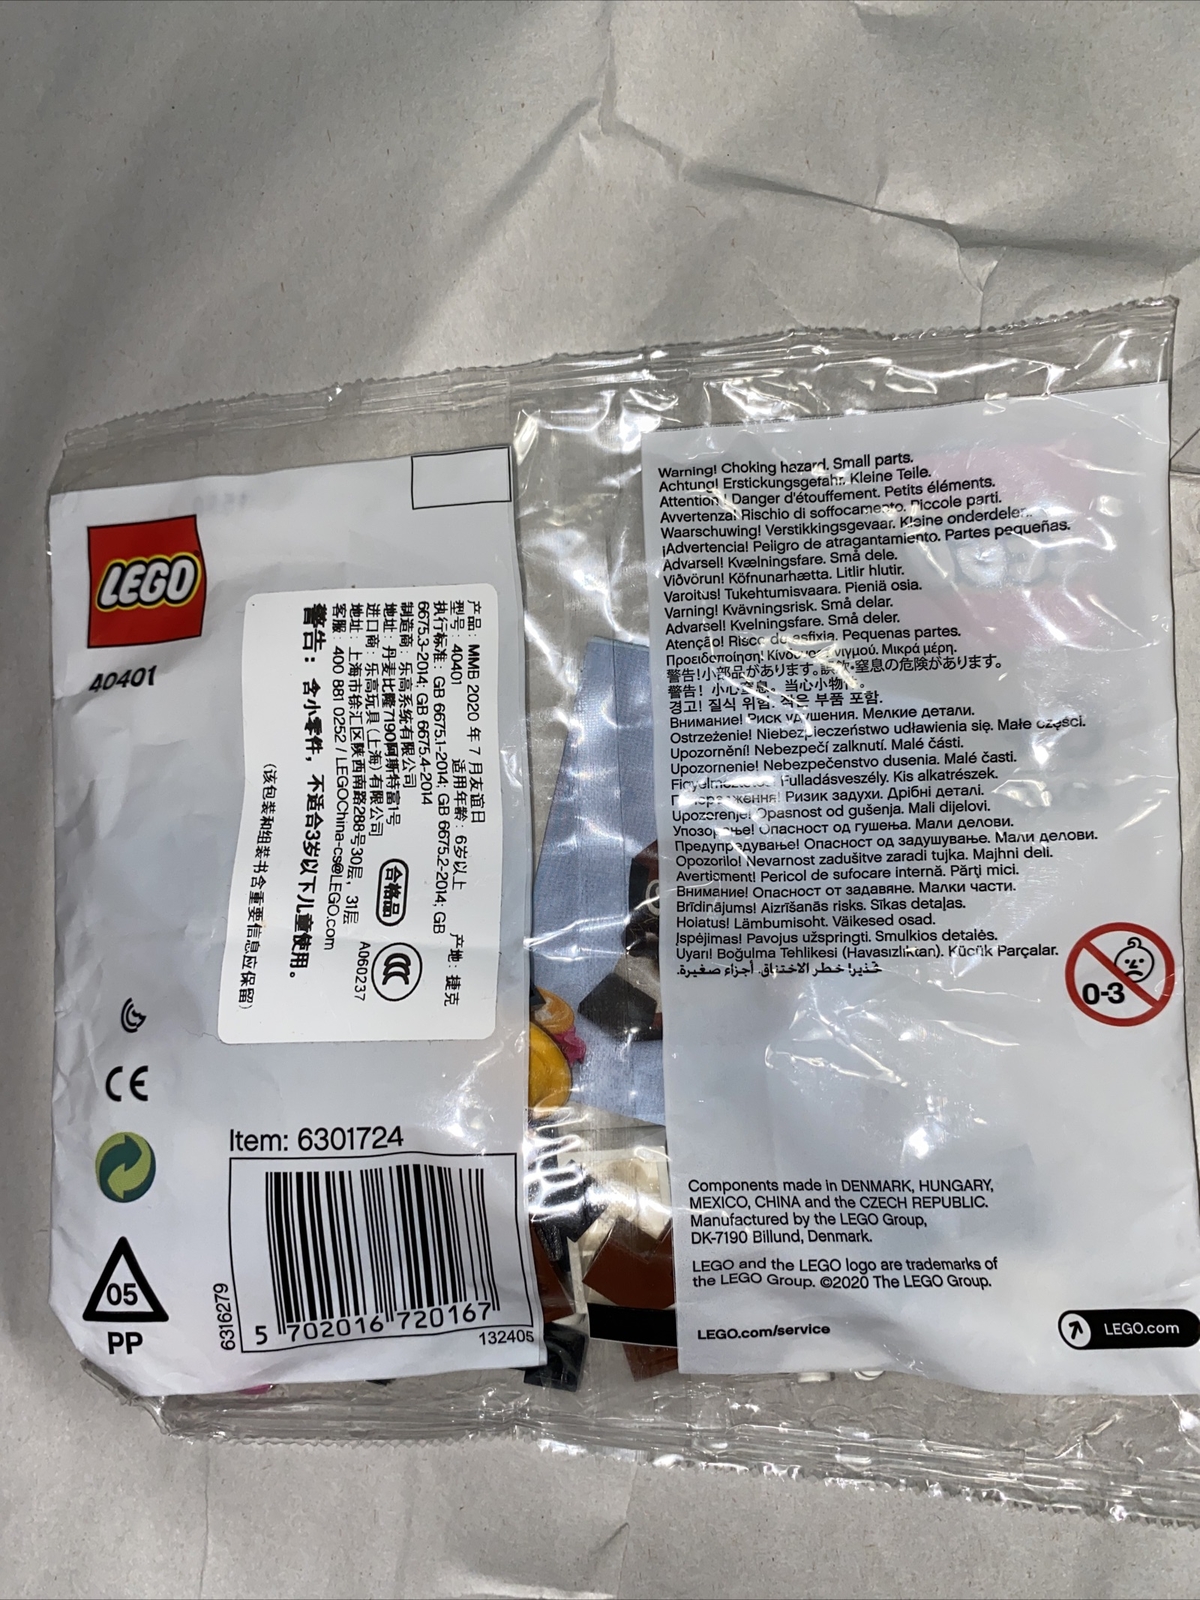 LEGO
40401
产品：MMB 2020 年 7 月友谊日
型号：40401 适用年龄：6岁以上 产地：捷克
执行标准：GB 6675.1-2014; GB 6675.2-2014; GB
6675.3-2014; GB 6675.4-2014
制造商：乐高系统有限公司
地址：丹麦比隆7190阿斯特富1号
进口商：乐高玩具（上海）有限公司
地址：上海市徐汇区陕西南路288号30层，31层
客服：400 881 0252 / LEGOChina-cs@LEGO.com
警告：含小零件，不适合3岁以下儿童使用。
(该包装和组装书含重要信息应保留)
合格品
CCC
A060237
CE
05
PP
Item: 6301724
6316279
5 702016 720167
132405
Warning! Choking hazard. Small parts.
Achtung! Erstickungsgefahr. Kleine Teile.
Attention ! Danger d'étouffement. Petits éléments.
Avvertenza! Rischio di soffocamento. Piccole parti.
Waarschuwing! Verstikkingsgevaar. Kleine onderdelen.
¡Advertencia! Peligro de atragantamiento. Partes pequeñas.
Advarsel! Kvælningsfare. Små dele.
Viðvörun! Köfnunarhætta. Litlir hlutir.
Varoitus! Tukehtumisvaara. Pieniä osia.
Varning! Kvävningsrisk. Små delar.
Advarsel! Kvelningsfare. Små deler.
Atenção! Risco de asfixia. Pequenas partes.
Προειδοποίηση! Κίνδυνος πνιγμού. Μικρά μέρη.
警告!小部品があります。誤飲・窒息の危険があります。
警告！小心窒息。当心小物件。
경고! 질식 위험. 작은 부품 포함.
Внимание! Риск удушения. Мелкие детали.
Ostrzeżenie! Niebezpieczeństwo udławienia się. Małe części.
Upozornění! Nebezpečí zalknutí. Malé části.
Upozornenie! Nebezpečenstvo dusenia. Malé časti.
Figyelmeztetés! Fulladásveszély. Kis alkatrészek.
Попередження! Ризик задухи. Дрібні деталі.
Upozorenje! Opasnost od gušenja. Mali dijelovi.
Упозорење! Опасност од гушења. Мали делови.
Предупредување! Опасност од задушување. Мали делови.
Opozorilo! Nevarnost zadušitve zaradi tujka. Majhni deli.
Avertisment! Pericol de sufocare internă. Părți mici.
Внимание! Опасност от задавяне. Малки части.
Brīdinājums! Aizrīšanās risks. Sīkas detaļas.
Hoiatus! Lämbumisoht. Väikesed osad.
Įspėjimas! Pavojus užspringti. Smulkios detalės.
Uyarı! Boğulma Tehlikesi (Havasızlıktan). Küçük Parçalar.
تحذير! خطر الاختناق. أجزاء صغيرة.
0-3
Components made in DENMARK, HUNGARY,
MEXICO, CHINA and the CZECH REPUBLIC.
Manufactured by the LEGO Group,
DK-7190 Billund, Denmark.
LEGO and the LEGO logo are trademarks of
the LEGO Group. ©2020 The LEGO Group.
LEGO.com/service
LEGO.com